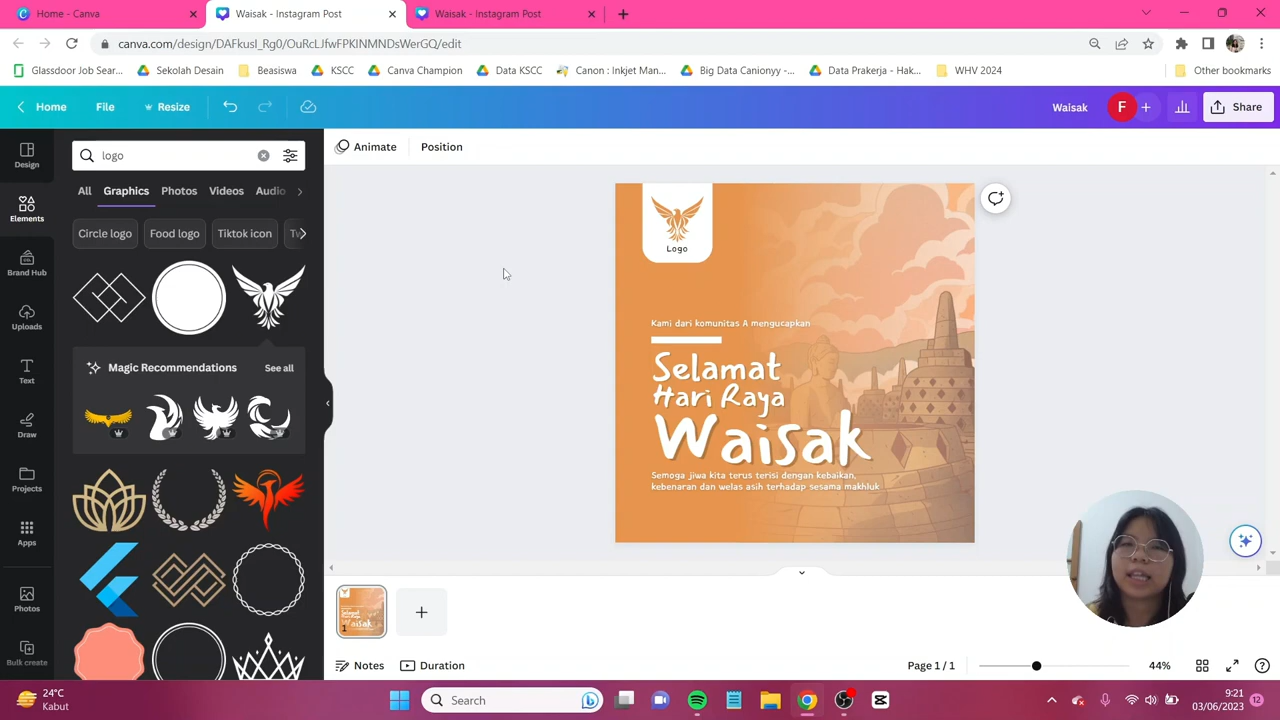 Home - Canva
Waisak - Instagram Post
Waisak - Instagram Post
canva.com/design/DAFkusI_Rg0/OuRcLJfwFPKlNMNDsWerGQ/edit
Glassdoor Job Sear...
Sekolah Desain
Beasiswa
KSCC
Canva Champion
Data KSCC
Canon : Inkjet Man...
Big Data Canionyy -...
Data Prakerja - Hak...
WHV 2024
Other bookmarks
Home
File
Resize
Waisak
F
Share
Design
Elements
Brand Hub
Uploads
Text
Draw
Projects
Apps
Photos
Bulk create
logo
All
Graphics
Photos
Videos
Audio
Circle logo
Food logo
Tiktok icon
Magic Recommendations
See all
Animate
Position
Logo
Kami dari komunitas A mengucapkan
Selamat
Hari Raya
Waisak
Semoga jiwa kita terus terisi dengan kebaikan,
kebenaran dan welas asih terhadap sesama makhluk
1
Notes
Duration
Page 1 / 1
44%
24°C
Kabut
Search
9:21
03/06/2023